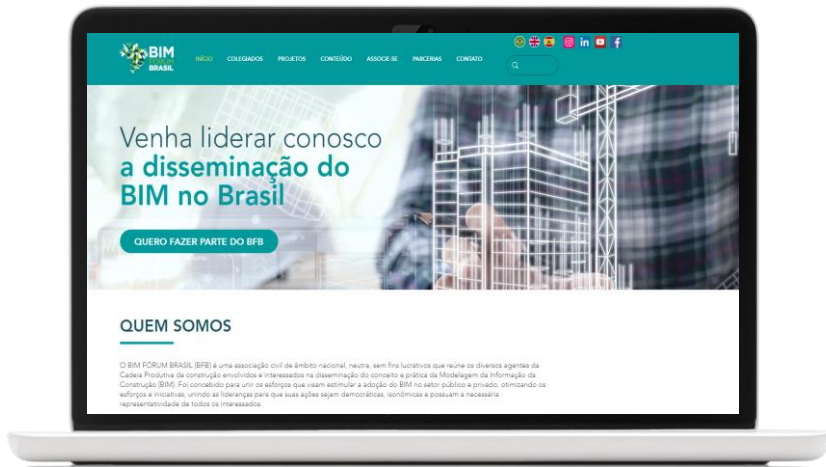 BIM
FÓRUM
BRASIL
INÍCIO COLEGIADOS PROJETOS CONTEÚDO ASSOCIE-SE PARCERIAS CONTATO
Venha liderar conosco
a disseminação do
BIM no Brasil
QUERO FAZER PARTE DO BFB
QUEM SOMOS
O BIM FÓRUM BRASIL (BFB) é uma associação civil de âmbito nacional, neutra, sem fins lucrativos que reúne os diversos agentes da
Cadeia Produtiva da construção envolvidos e interessados na disseminação do conceito e prática da Modelagem da Informação da
Construção (BIM). Foi concebido para unir os esforços que visam estimular a adoção do BIM no setor público e privado, otimizando os
esforços e iniciativas, unindo as lideranças para que suas ações sejam democráticas, isonômicas e possuam a necessária
representatividade de todos os interessados.